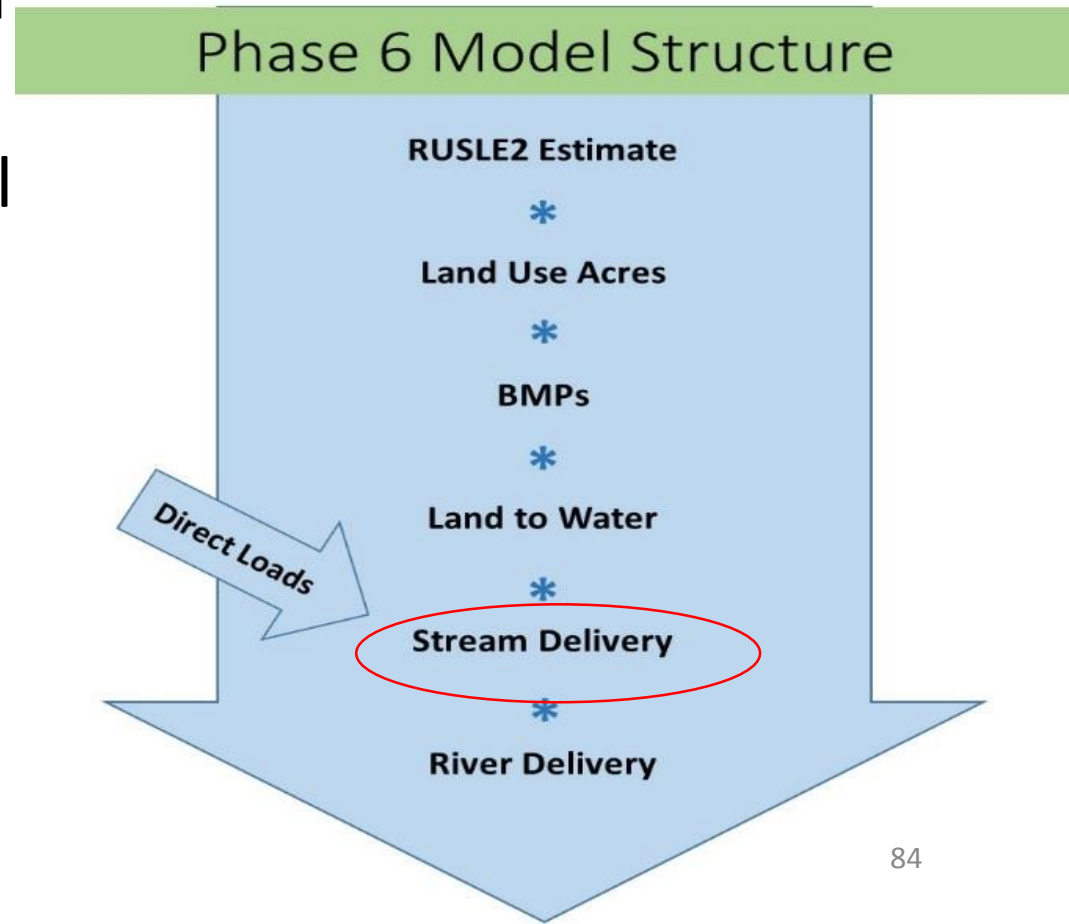 Phase 6 Model Structure
RUSLE2 Estimate
*
Land Use Acres
*
BMPs
*
Land to Water
Direct Loads
*
Stream Delivery
*
River Delivery
84